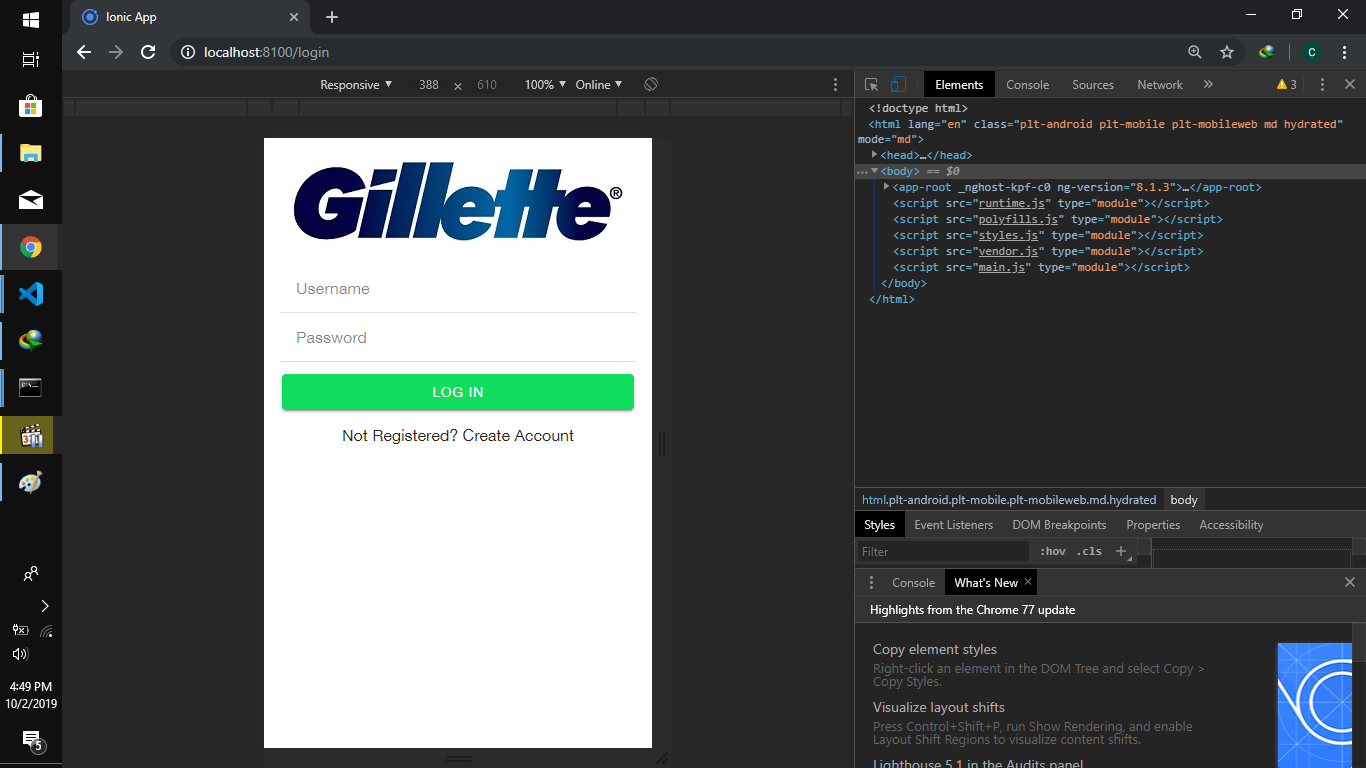 Ionic App
localhost:8100/login
C
Responsive 388 x 610 100% Online
Elements Console Sources Network » 3
Gillette®
Username
Password
LOG IN
Not Registered? Create Account
<!doctype html>
<html lang="en" class="plt-android plt-mobile plt-mobileweb md hydrated"
mode="md">
<head>…</head>
<body> == $0
<app-root _nghost-kpf-c0 ng-version="8.1.3">…</app-root>
<script src="runtime.js" type="module"></script>
<script src="polyfills.js" type="module"></script>
<script src="styles.js" type="module"></script>
<script src="vendor.js" type="module"></script>
<script src="main.js" type="module"></script>
</body>
</html>
html.plt-android.plt-mobile.plt-mobileweb.md.hydrated body
Styles Event Listeners DOM Breakpoints Properties Accessibility
Filter :hov .cls +
Console What's New
Highlights from the Chrome 77 update
Copy element styles
Right-click an element in the DOM Tree and select Copy >
Copy Styles.
Visualize layout shifts
Press Control+Shift+P, run Show Rendering, and enable
Layout Shift Regions to visualize content shifts.
Lighthouse 5.1 in the Audits panel
4:49 PM
10/2/2019
5